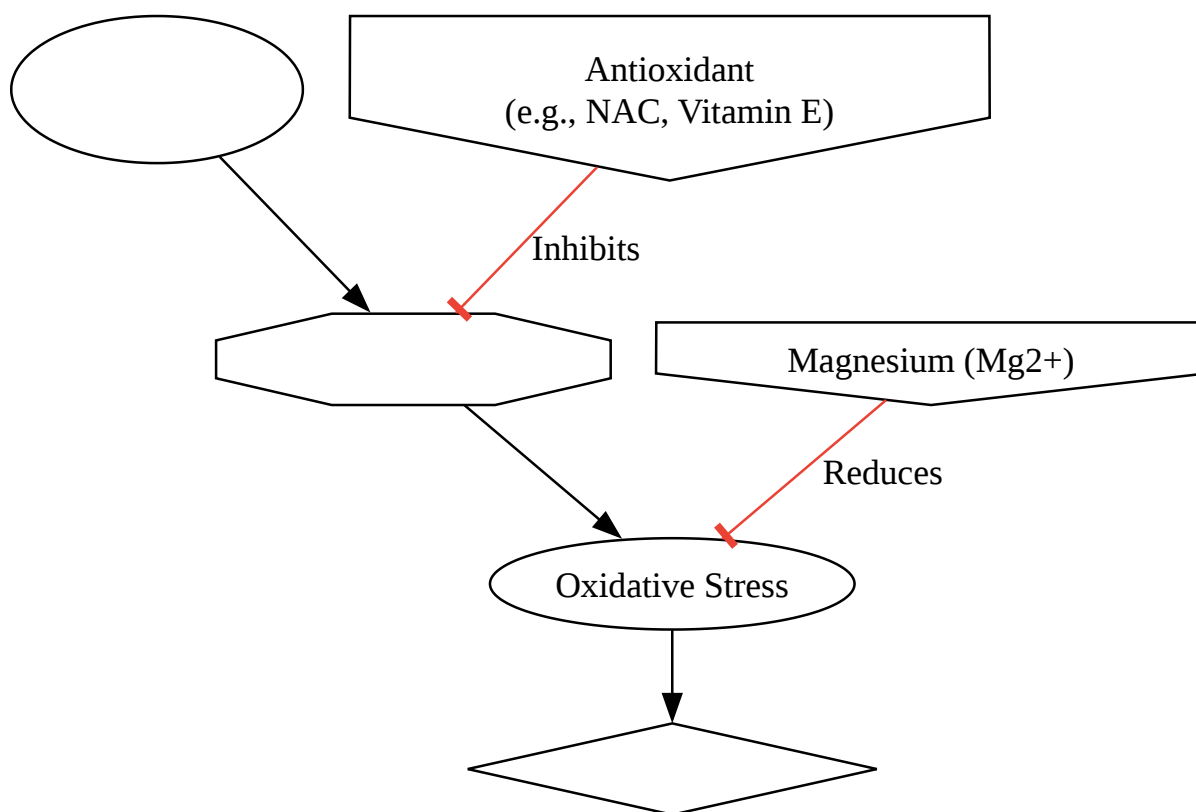 Antioxidant
(e.g., NAC, Vitamin E)
Inhibits
Magnesium (Mg2+)
Reduces
Oxidative Stress